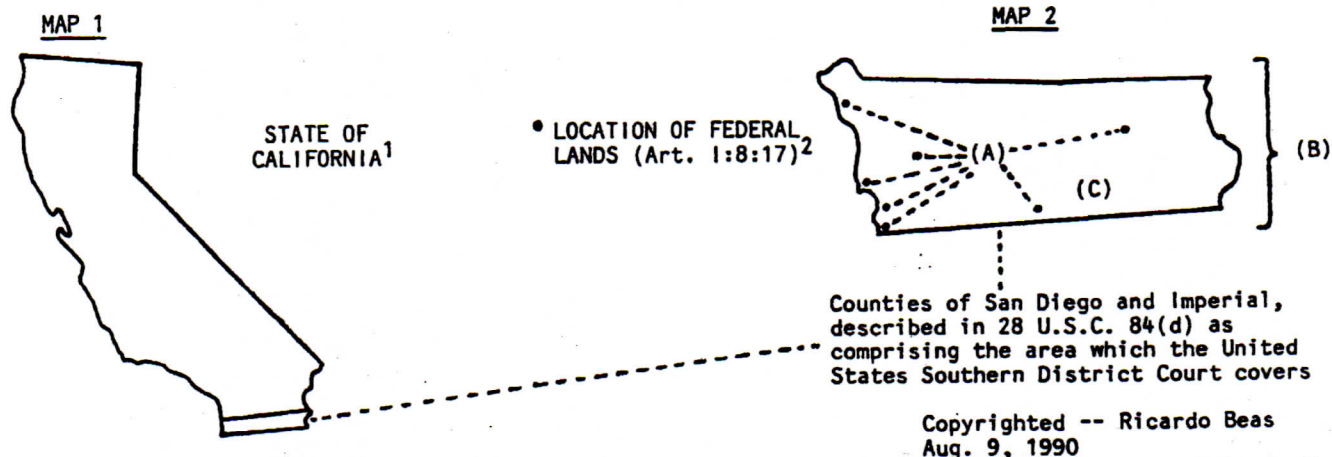 MAP 1
STATE OF
CALIFORNIA¹
• LOCATION OF FEDERAL
LANDS (Art. I:8:17)²
MAP 2
(A)
(B)
(C)
Counties of San Diego and Imperial,
described in 28 U.S.C. 84(d) as
comprising the area which the United
States Southern District Court covers
Copyrighted -- Ricardo Beas
Aug. 9, 1990